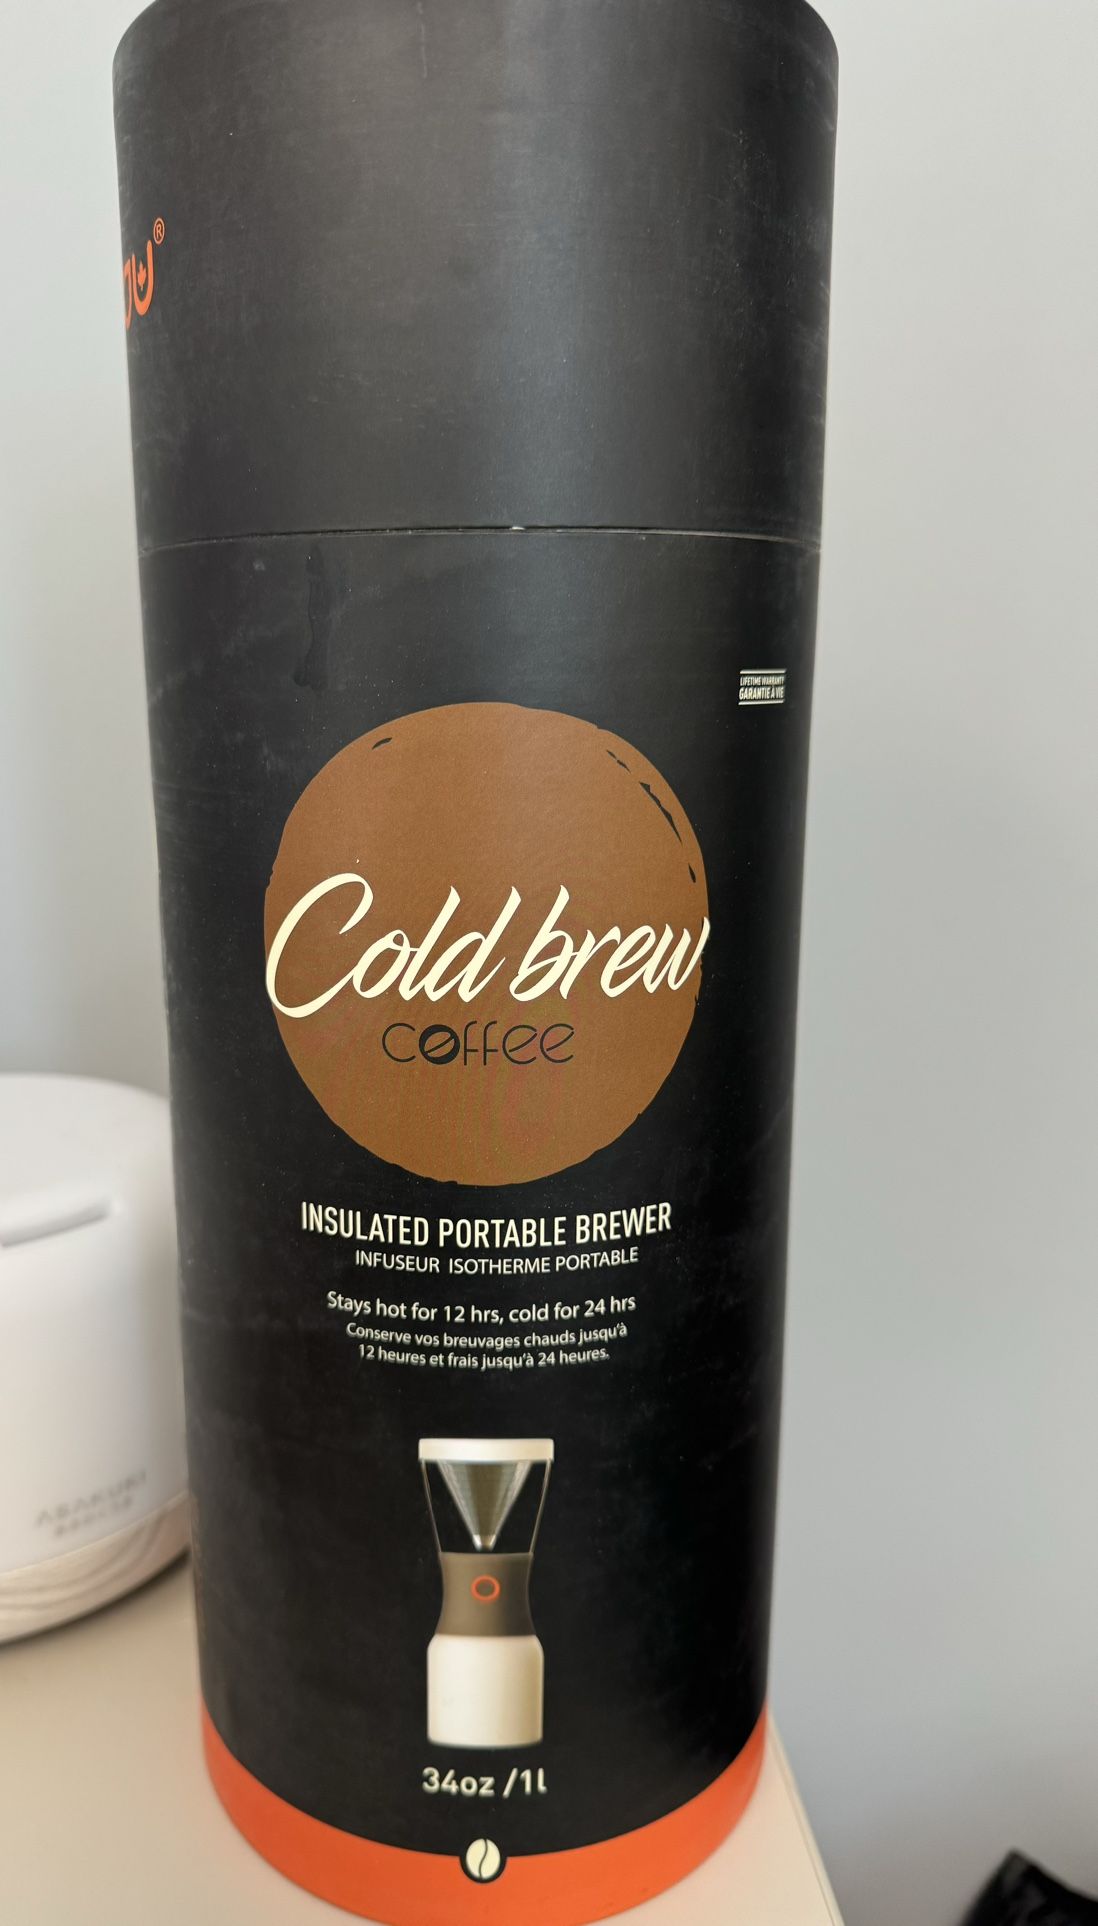 LIFETIME WARRANTY
GARANTIE À VIE
Cold brew
coffee
INSULATED PORTABLE BREWER
INFUSEUR ISOTHERME PORTABLE
Stays hot for 12 hrs, cold for 24 hrs
Conserve vos breuvages chauds jusqu'à
12 heures et frais jusqu'à 24 heures.
34oz /1l
ASAKUKI